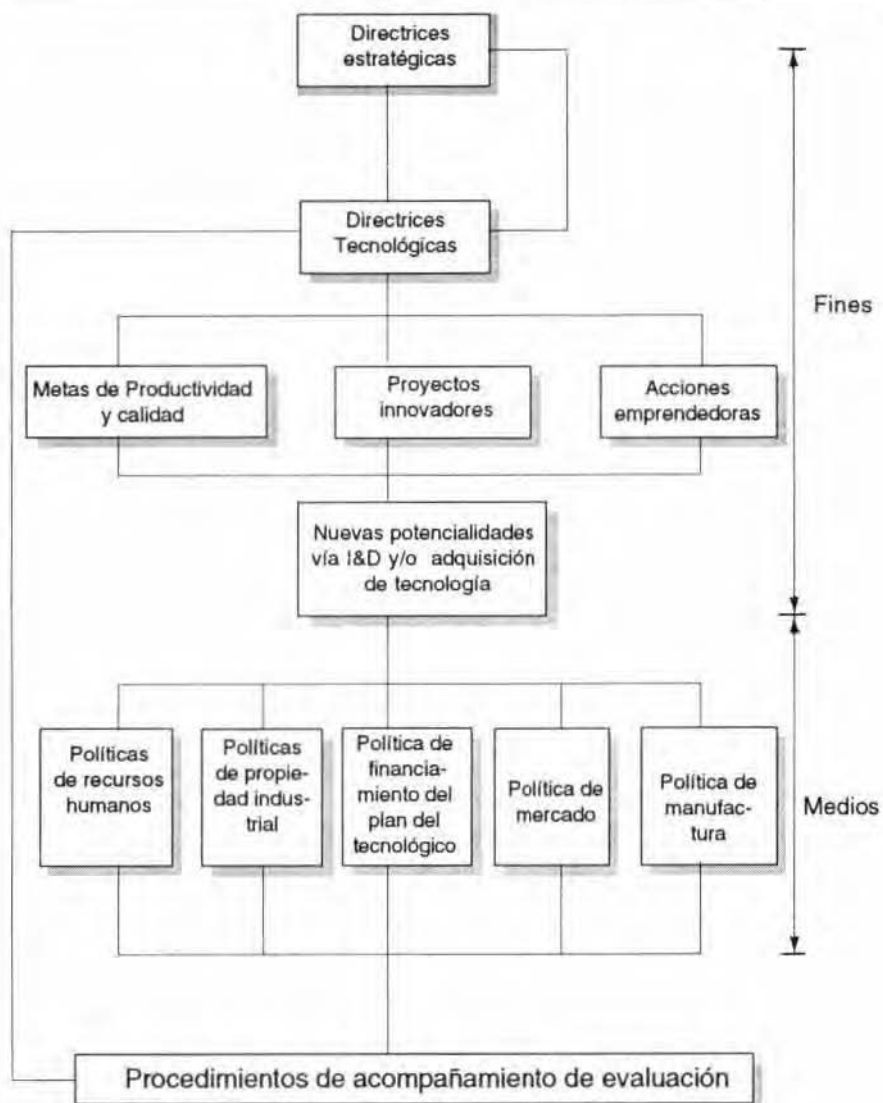 Directrices
estratégicas
Directrices
Tecnológicas
Fines
Metas de Productividad
y calidad
Proyectos
innovadores
Acciones
emprendedoras
Nuevas potencialidades
vía I&D y/o adquisición
de tecnología
Políticas
de recursos
humanos
Políticas
de propie-
dad indus-
trial
Política de
financia-
miento del
plan del
tecnológico
Política de
mercado
Política de
manufac-
tura
Medios
Procedimientos de acompañamiento de evaluación